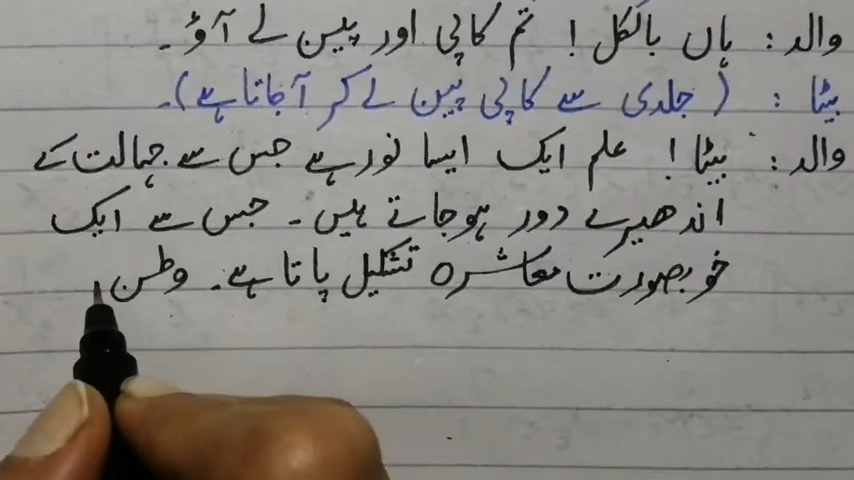 والد : ہاں بالکل ! تم کاپی اور پین لے آؤ ۔
بیٹا : ( جلدی سے کاپی پین لے کر آجاتا ہے )۔
والد : بیٹا ! علم ایک ایسا نور ہے جس سے جہالت کے
اندھیرے دور ہوجاتے ہیں ۔ جس سے ایک
خوبصورت معاشرہ تشکیل پاتا ہے ۔ وطن